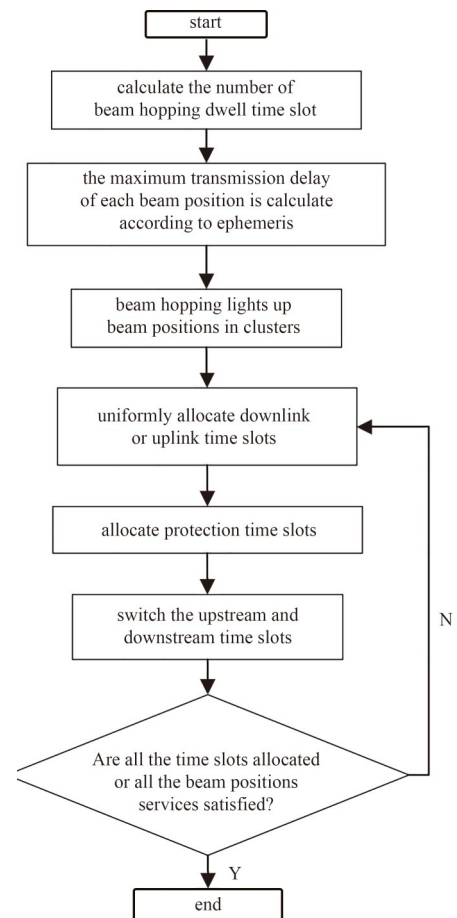 start
calculate the number of
beam hopping dwell time slot
the maximum transmission delay
of each beam position is calculate
according to ephemeris
beam hopping lights up
beam positions in clusters
uniformly allocate downlink
or uplink time slots
allocate protection time slots
switch the upstream and
downstream time slots
N
Are all the time slots allocated
or all the beam positions
services satisfied?
Y
end